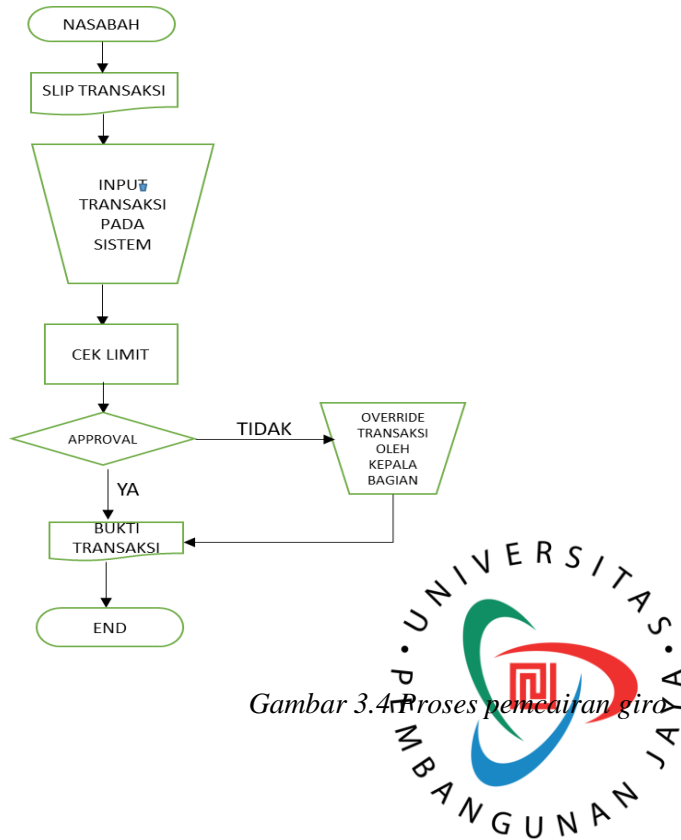 NASABAH
SLIP TRANSAKSI
INPUT
TRANSAKSI
PADA
SISTEM
CEK LIMIT
APPROVAL
TIDAK
OVERRIDE
TRANSAKSI
OLEH
KEPALA
BAGIAN
YA
BUKTI
TRANSAKSI
END
Gambar 3.4 Proses pemcairan giro
UNIVERSITAS
PEMBANGUNAN JAYA